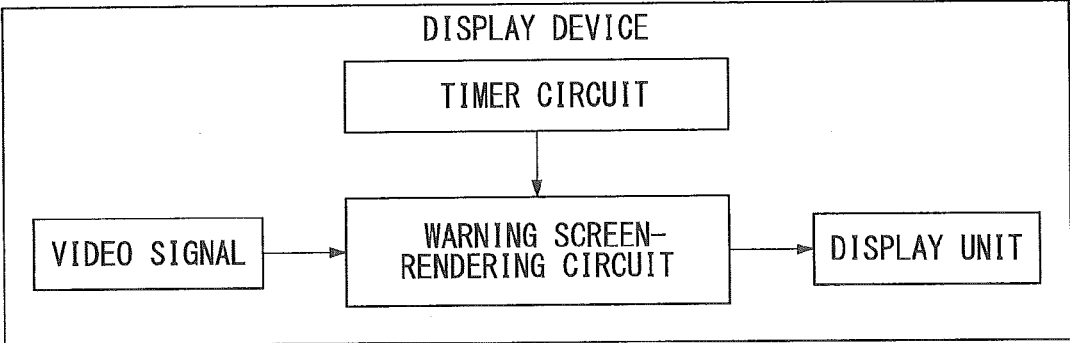 DISPLAY DEVICE
TIMER CIRCUIT
VIDEO SIGNAL
WARNING SCREEN-
RENDERING CIRCUIT
DISPLAY UNIT